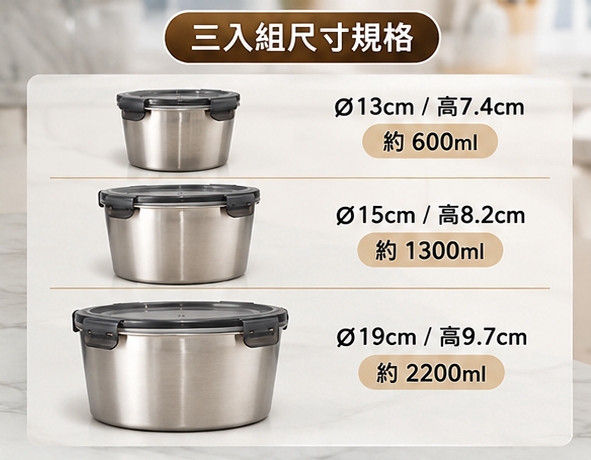 三入組尺寸規格
Ø13cm / 高7.4cm
約 600ml
Ø15cm / 高8.2cm
約 1300ml
Ø19cm / 高9.7cm
約 2200ml